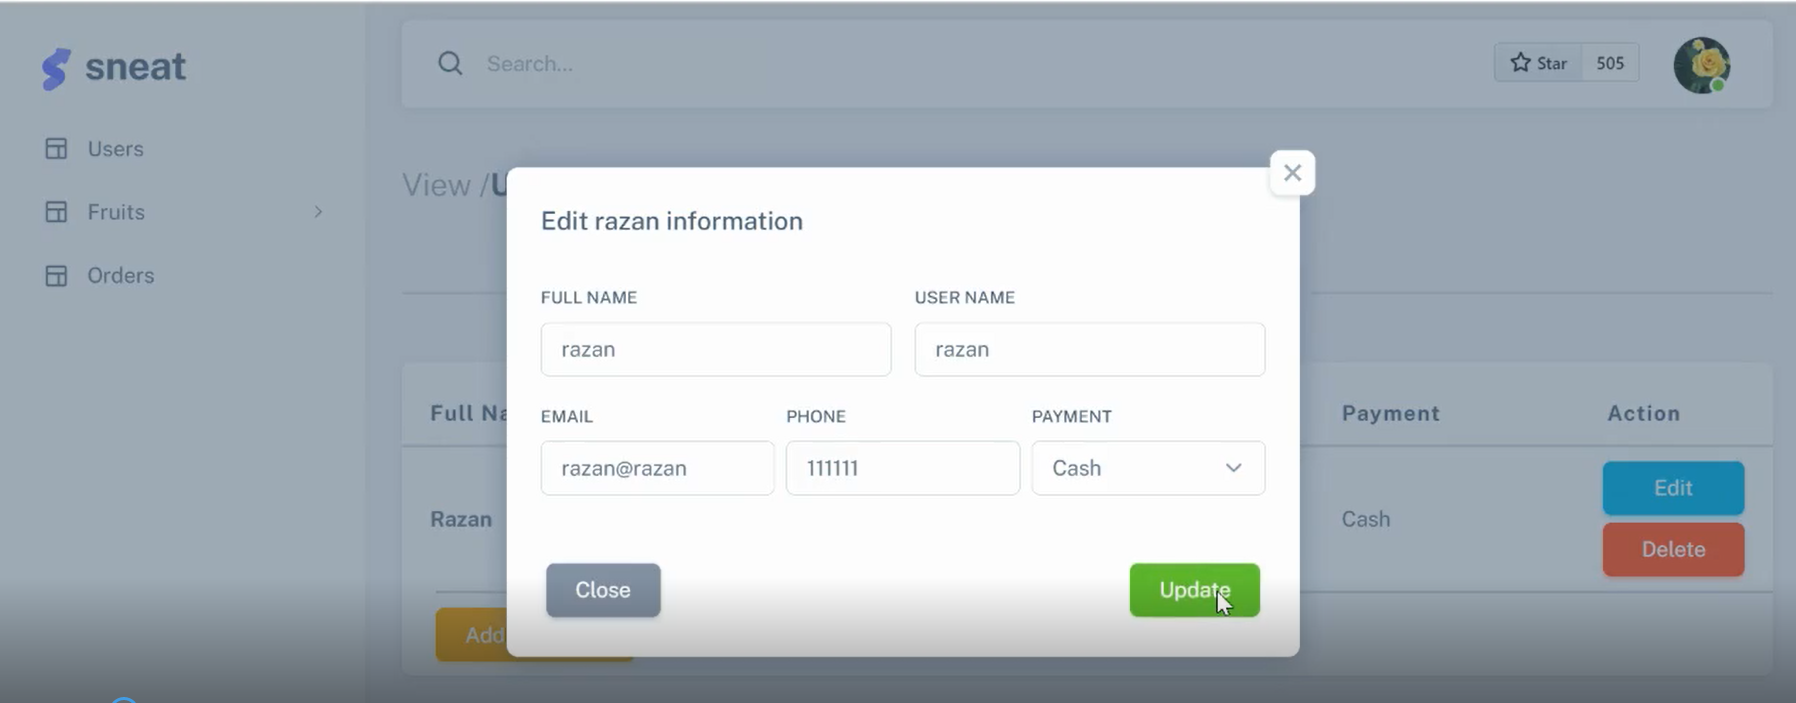 sneat
Search...
Star 505
Users
Fruits
Orders
View /U
Edit razan information
FULL NAME USER NAME
razan razan
EMAIL PHONE PAYMENT
razan@razan 111111 Cash
Close Update
Full Na Payment Action
Razan Cash Edit
Delete
Add